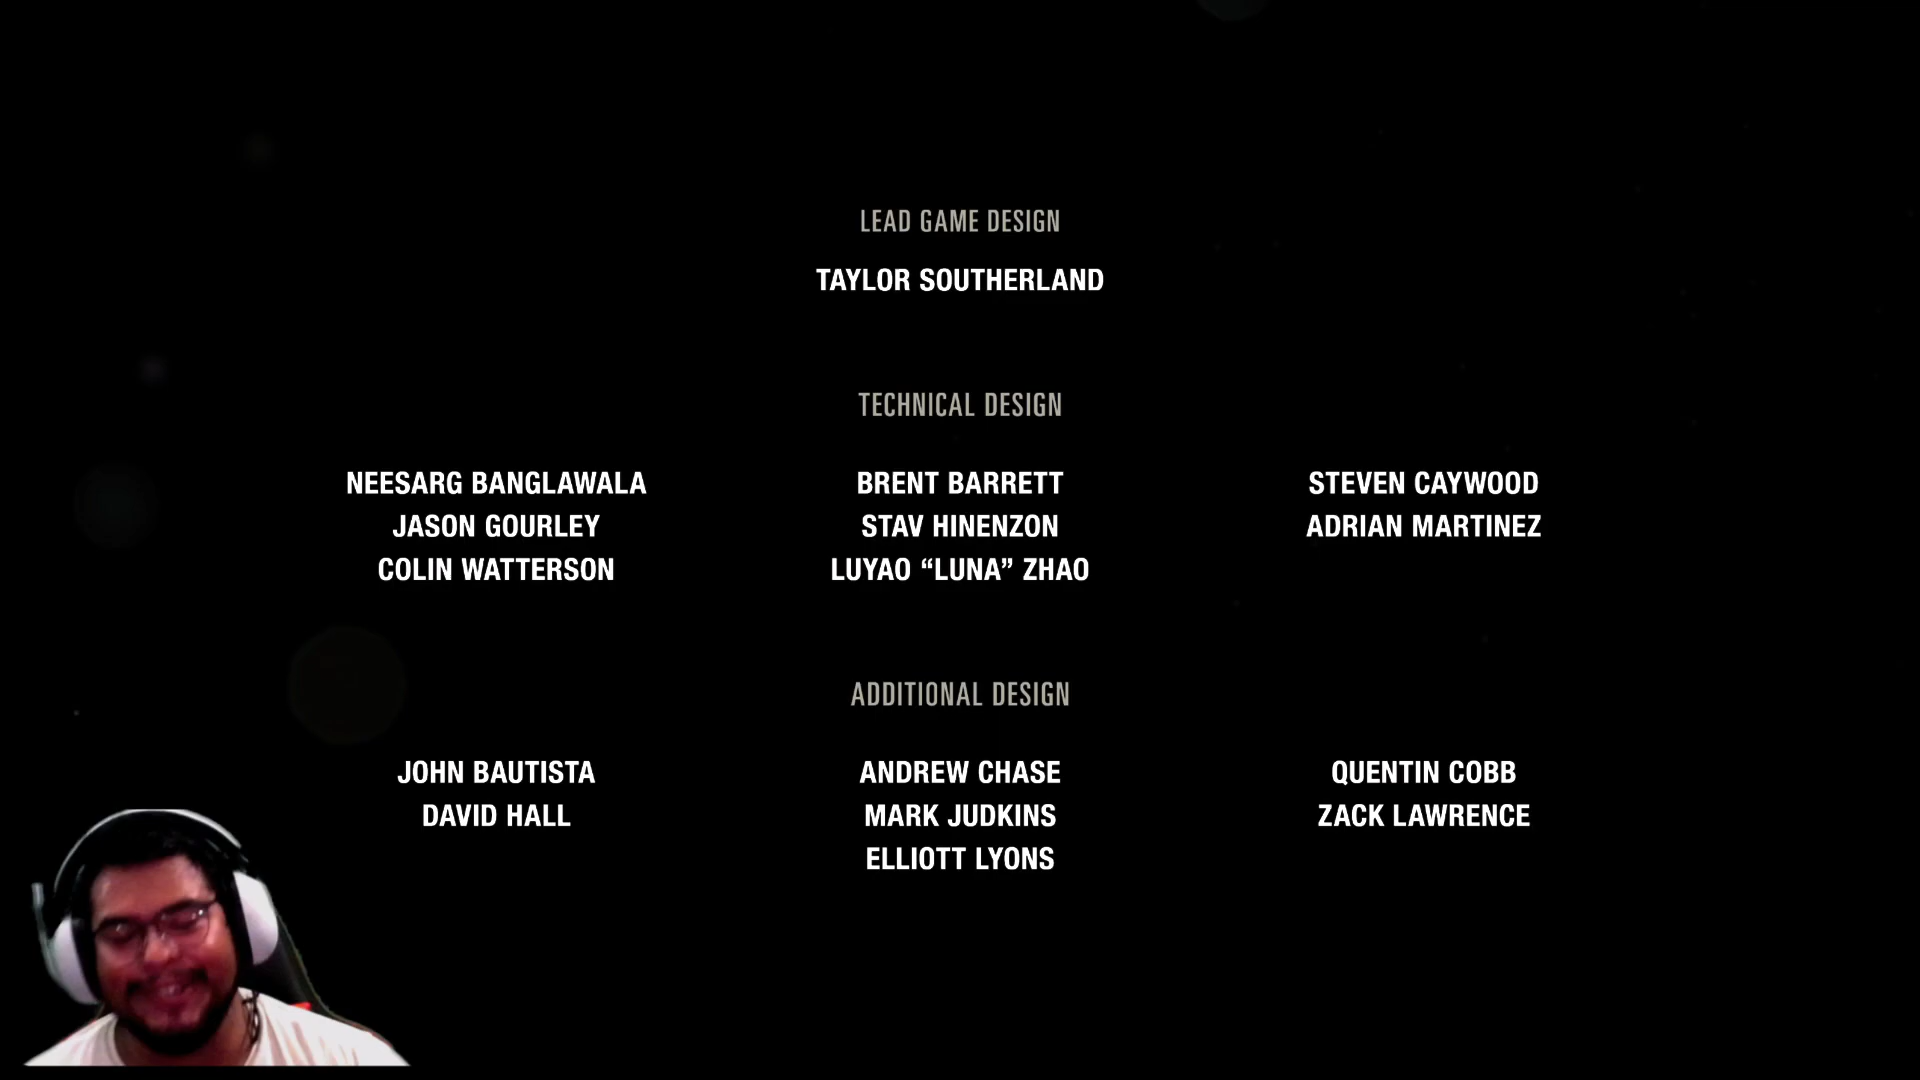 LEAD GAME DESIGN
TAYLOR SOUTHERLAND
TECHNICAL DESIGN
NEESARG BANGLAWALA BRENT BARRETT STEVEN CAYWOOD
JASON GOURLEY STAV HINENZON ADRIAN MARTINEZ
COLIN WATTERSON LUYAO “LUNA” ZHAO
ADDITIONAL DESIGN
JOHN BAUTISTA ANDREW CHASE QUENTIN COBB
DAVID HALL MARK JUDKINS ZACK LAWRENCE
ELLIOTT LYONS